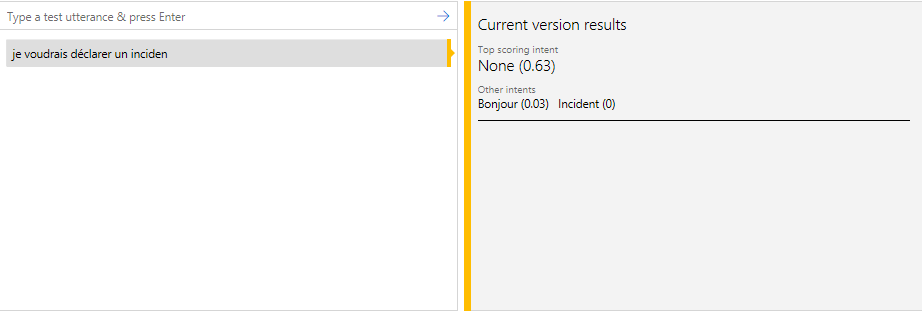 Type a test utterance & press Enter
je voudrais déclarer un inciden
Current version results
Top scoring intent
None (0.63)
Other intents
Bonjour (0.03) Incident (0)